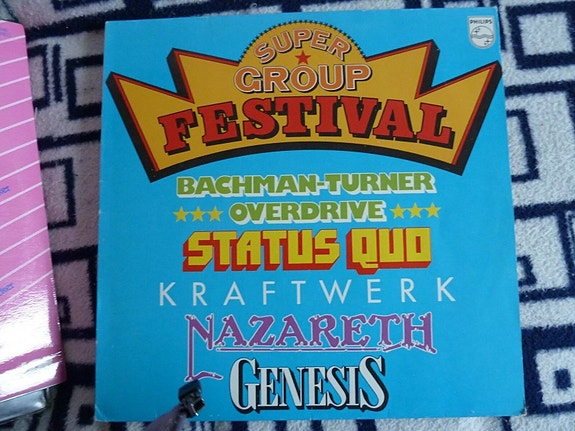 PHILIPS
SUPER
GROUP
FESTIVAL
BACHMAN-TURNER
OVERDRIVE
STATUS QUO
KRAFTWERK
NAZARETH
GENESIS